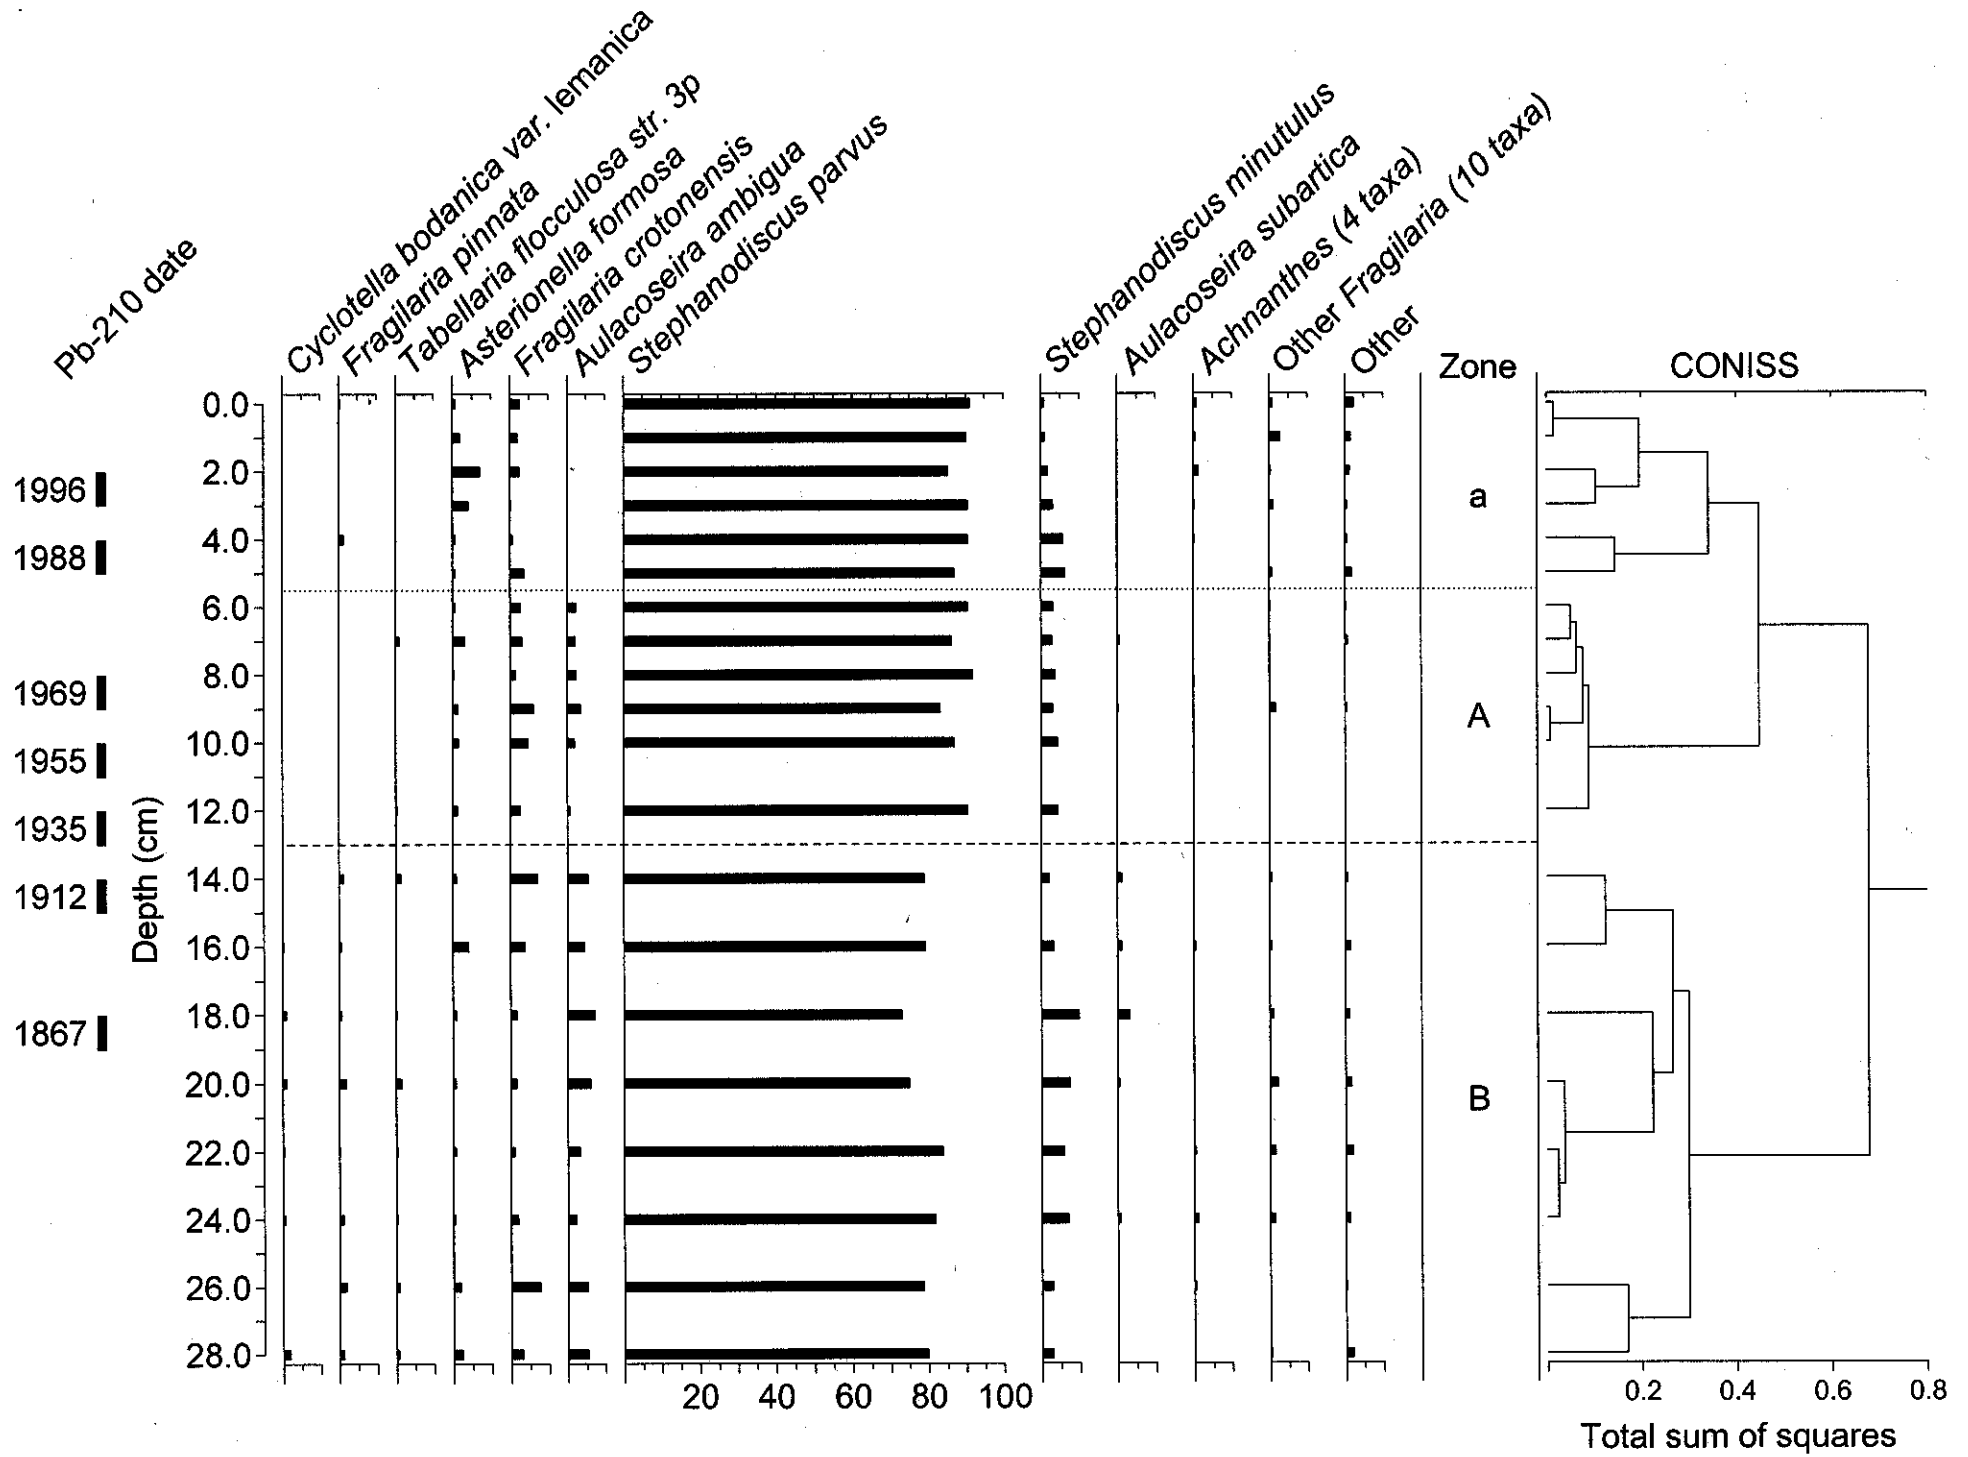 Pb-210 date
Cyclotella bodanica var. lemanica
Fragilaria pinnata
Tabellaria flocculosa str. 3p
Asterionella formosa
Fragilaria crotonensis
Aulacoseira ambigua
Stephanodiscus parvus
Stephanodiscus minutulus
Aulacoseira subartica
Achnanthes (4 taxa)
Other Fragilaria (10 taxa)
Other
Zone
CONISS
0.0
2.0
4.0
6.0
8.0
10.0
12.0
14.0
16.0
18.0
20.0
22.0
24.0
26.0
28.0
1996
1988
1969
1955
1935
1912
1867
Depth (cm)
a
A
B
20 40 60 80 100
0.2 0.4 0.6 0.8
Total sum of squares